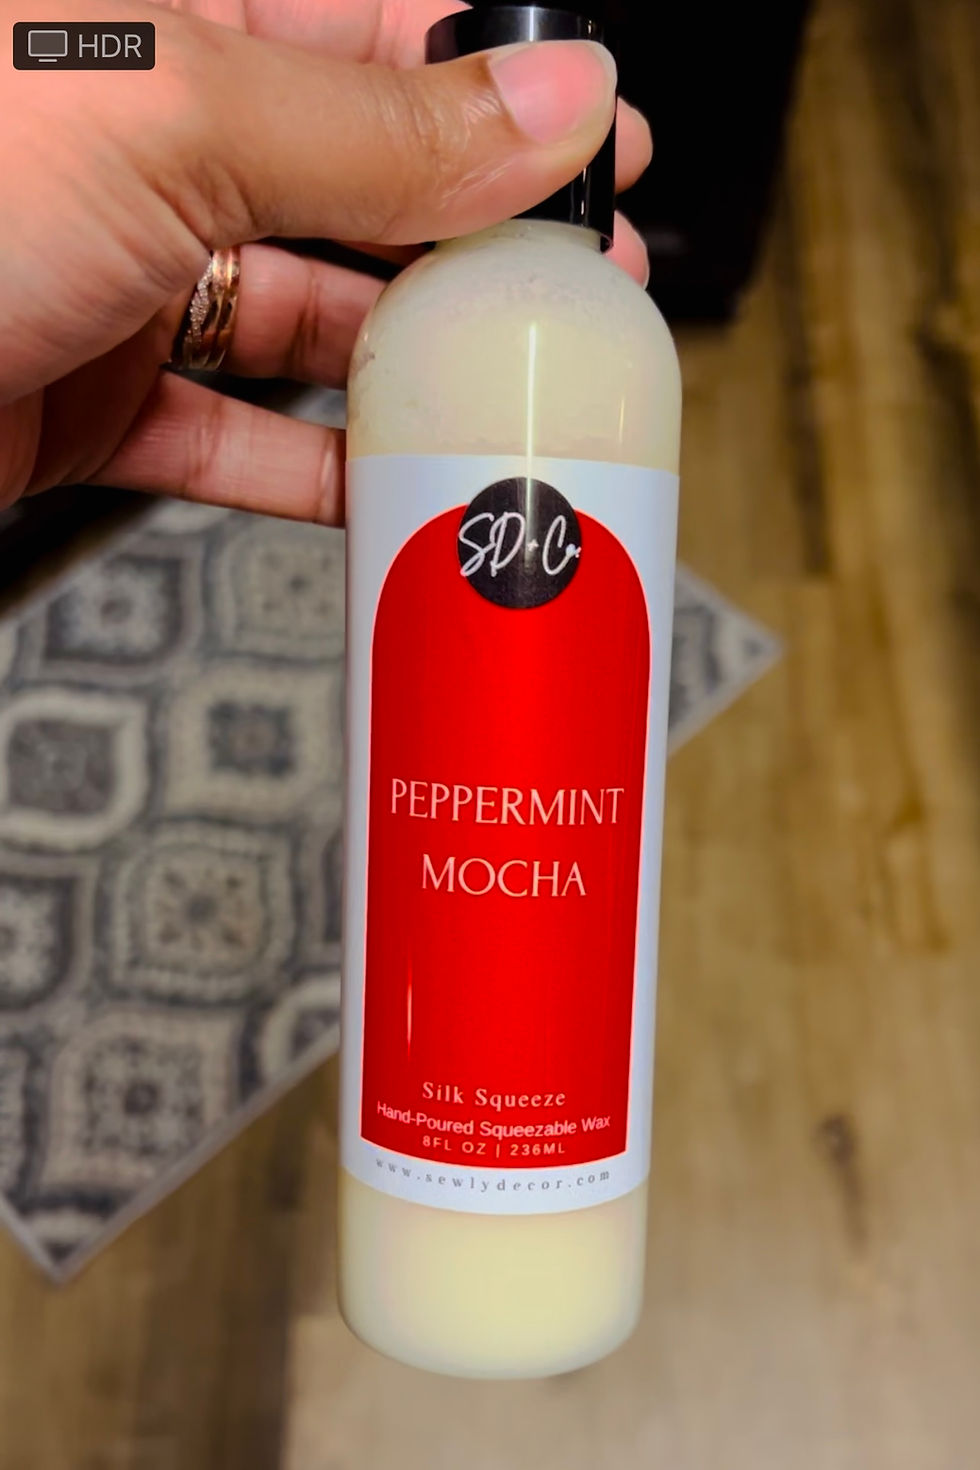 HDR
SD + Co.
PEPPERMINT
MOCHA
Silk Squeeze
Hand-Poured Squeezable Wax
8FL OZ | 236ML
www.sewlydecor.com